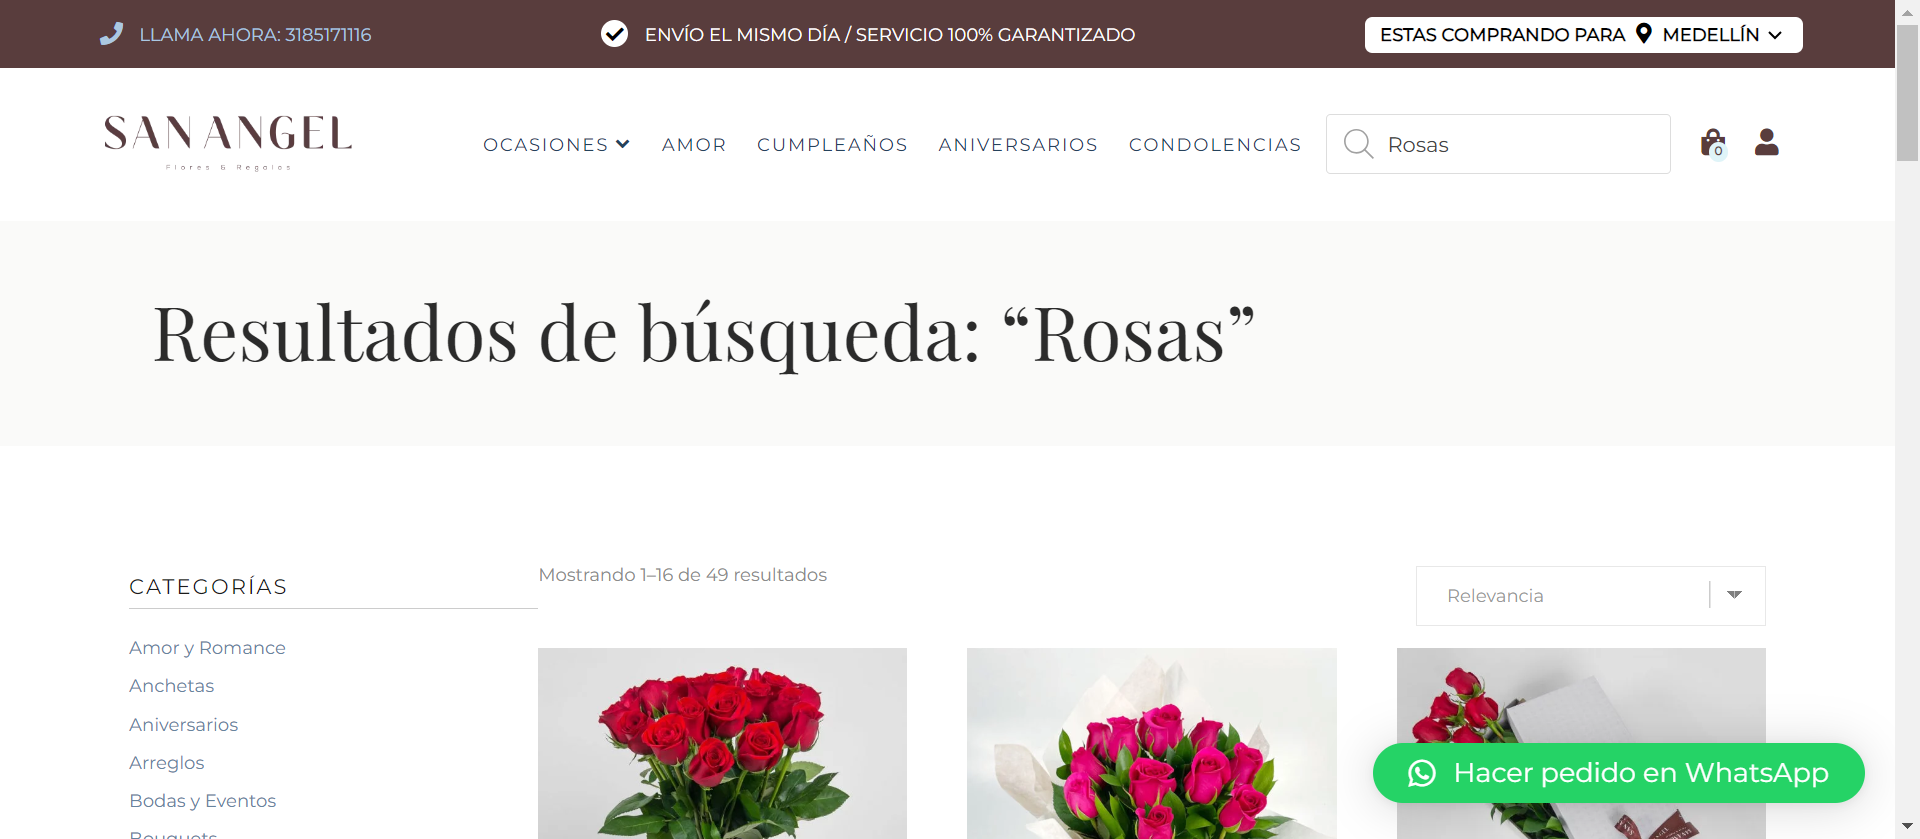 LLAMA AHORA: 3185171116
ENVÍO EL MISMO DÍA / SERVICIO 100% GARANTIZADO
ESTAS COMPRANDO PARA MEDELLÍN
SAN ANGEL
Flores & Regalos
OCASIONES
AMOR
CUMPLEAÑOS
ANIVERSARIOS
CONDOLENCIAS
Rosas
0
Resultados de búsqueda: “Rosas”
CATEGORÍAS
Mostrando 1–16 de 49 resultados
Relevancia
Amor y Romance
Anchetas
Aniversarios
Arreglos
Bodas y Eventos
Bouquets
Hacer pedido en WhatsApp